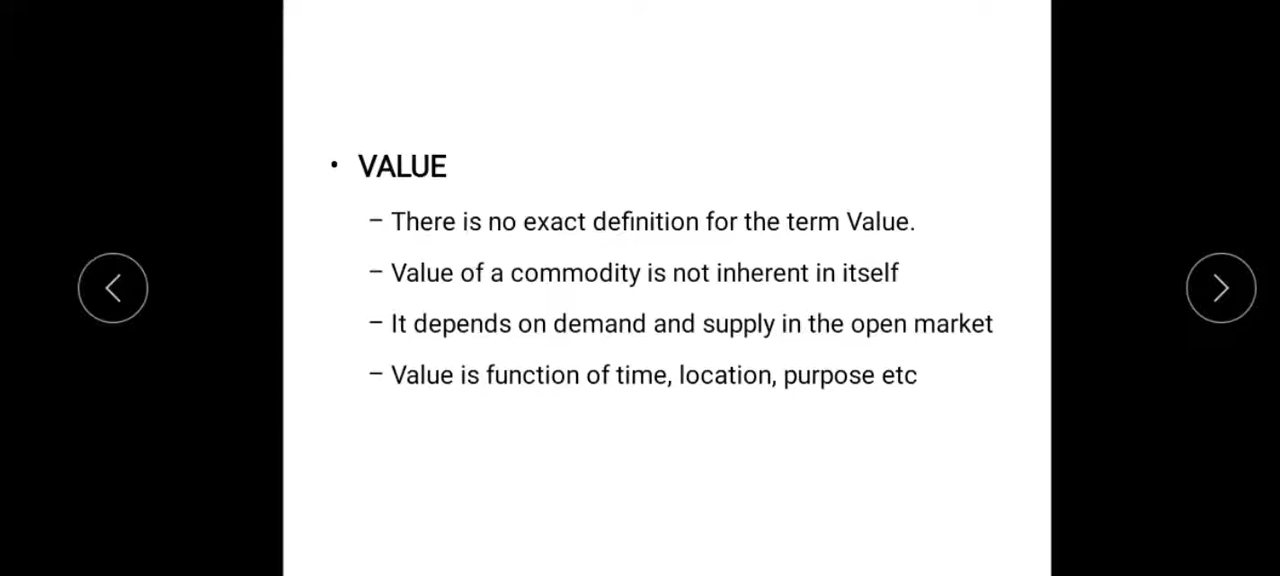 • VALUE
– There is no exact definition for the term Value.
– Value of a commodity is not inherent in itself
– It depends on demand and supply in the open market
– Value is function of time, location, purpose etc